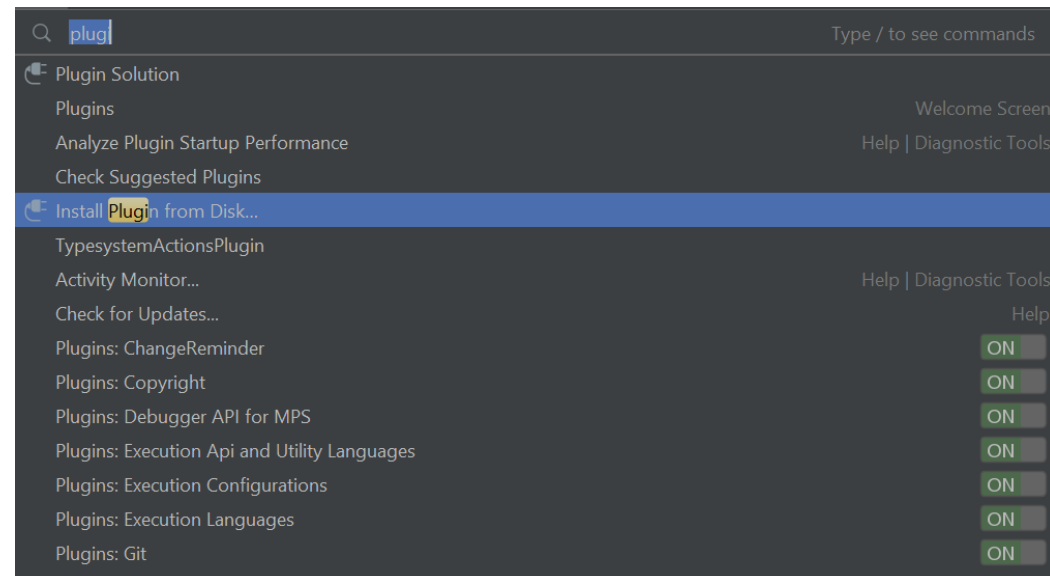 plugi Type / to see commands
Plugin Solution
Plugins Welcome Screen
Analyze Plugin Startup Performance Help | Diagnostic Tools
Check Suggested Plugins
Install Plugin from Disk...
TypesystemActionsPlugin
Activity Monitor... Help | Diagnostic Tools
Check for Updates... Help
Plugins: ChangeReminder ON
Plugins: Copyright ON
Plugins: Debugger API for MPS ON
Plugins: Execution Api and Utility Languages ON
Plugins: Execution Configurations ON
Plugins: Execution Languages ON
Plugins: Git ON